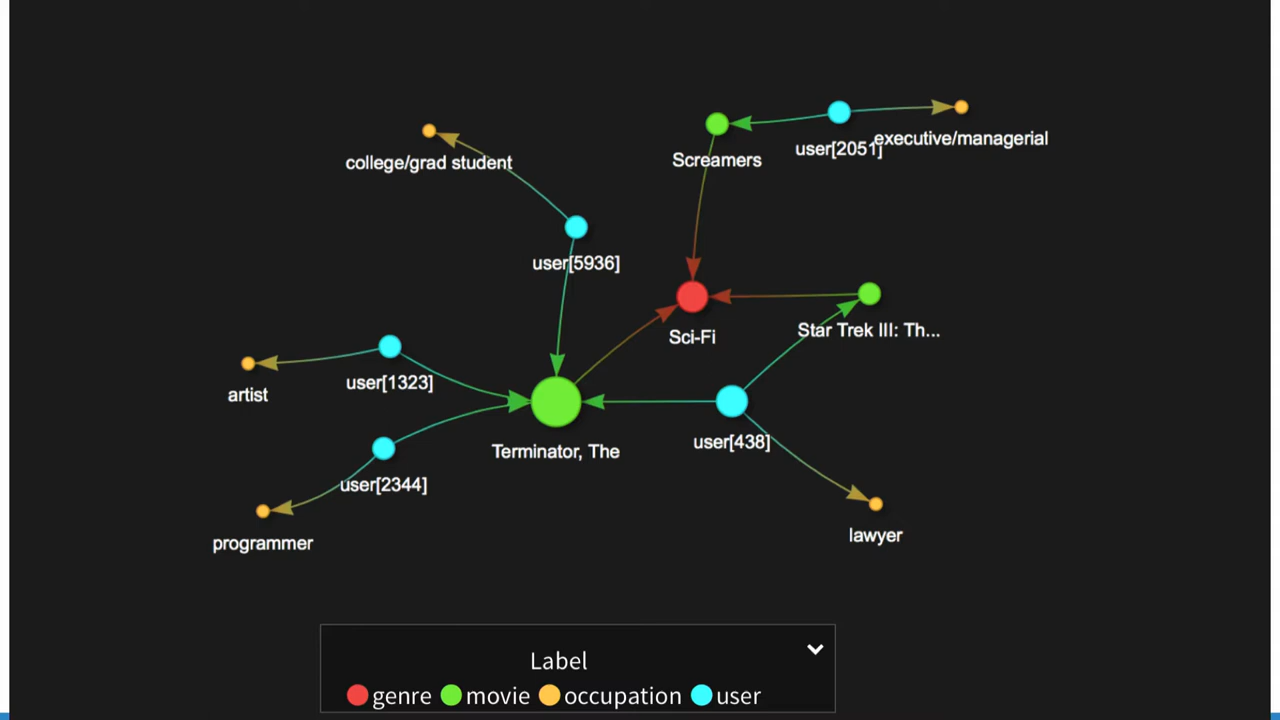 executive/managerial
user[2051]
Screamers
college/grad student
user[5936]
Star Trek III: Th...
Sci-Fi
user[1323]
artist
user[438]
Terminator, The
user[2344]
lawyer
programmer
Label
genre movie occupation user